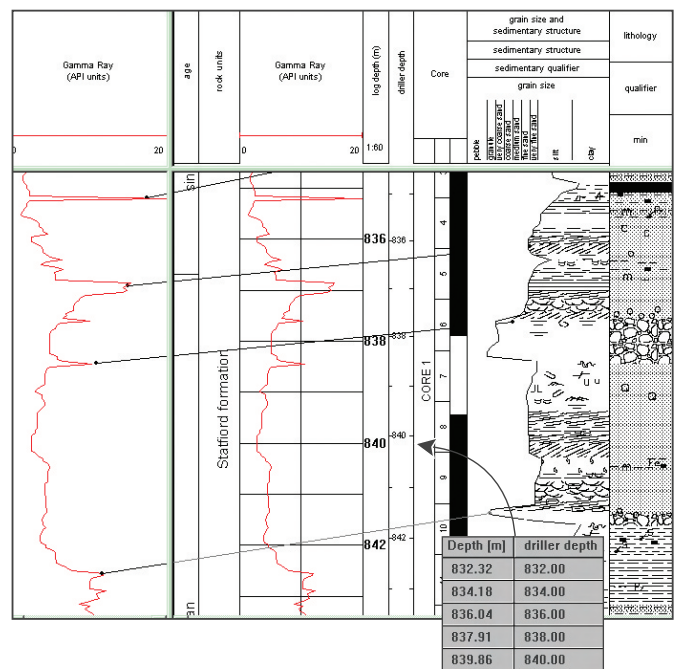 Gamma Ray
(API units)
0 20
age
rock units
Gamma Ray
(API units)
0 20
log depth (m)
1:60
driller depth
Core
grain size and
sedimentary structure
sedimentary structure
sedimentary qualifier
grain size
pebble
granule
very coarse sand
coarse sand
medium sand
fine sand
very fine sand
silt
clay
lithology
qualifier
min
sin
Statfiord formation
an
836
838
840
842
836
838
840
842
CORE 1
4
5
6
7
8
9
10
Depth [m] driller depth
832.32 832.00
834.18 834.00
836.04 836.00
837.91 838.00
839.86 840.00